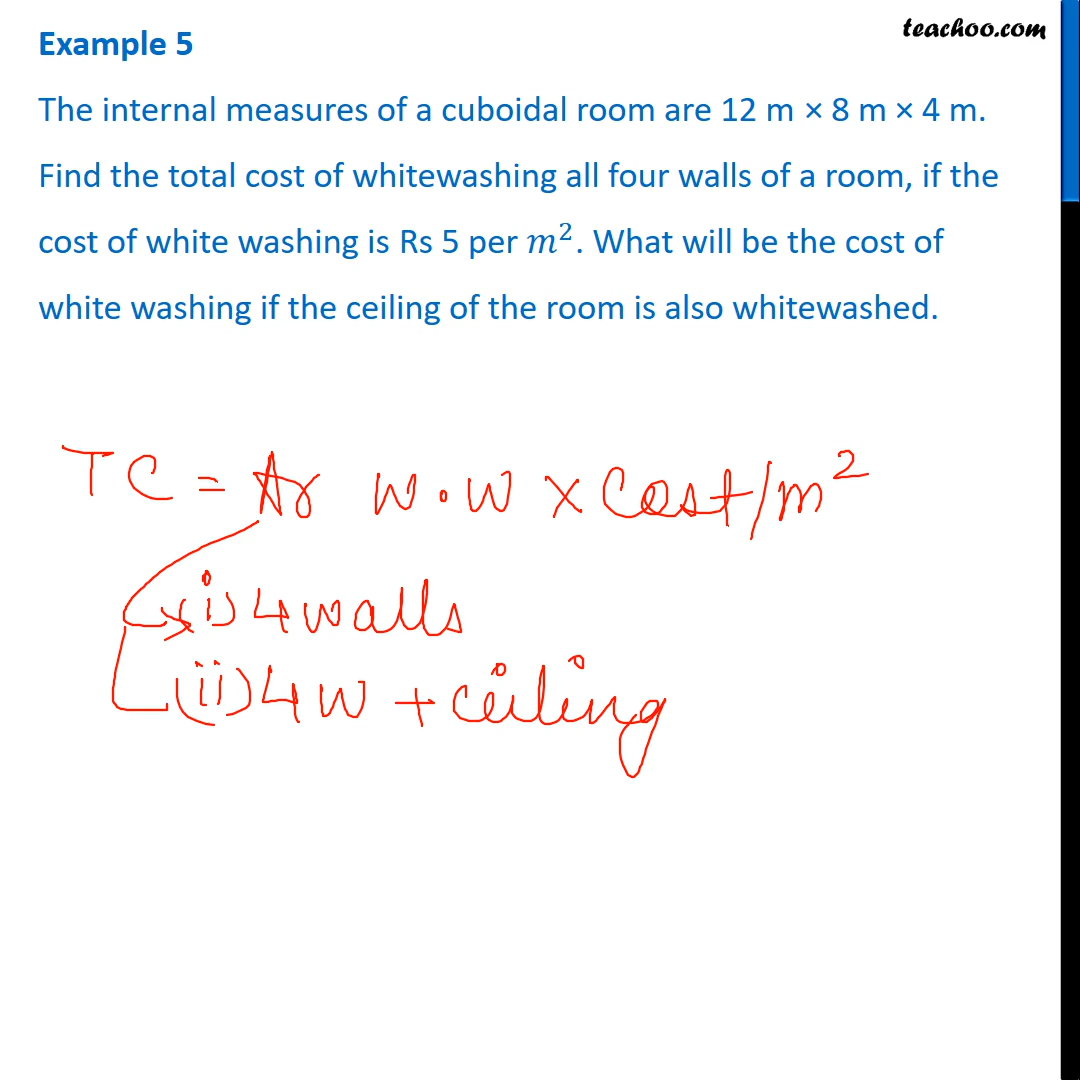 teachoo.com
Example 5
The internal measures of a cuboidal room are 12 m × 8 m × 4 m.
Find the total cost of whitewashing all four walls of a room, if the
cost of white washing is Rs 5 per 𝑚². What will be the cost of
white washing if the ceiling of the room is also whitewashed.
TC = Ar W.W × Cost/m²
(i) 4 walls
(ii) 4 W + ceiling